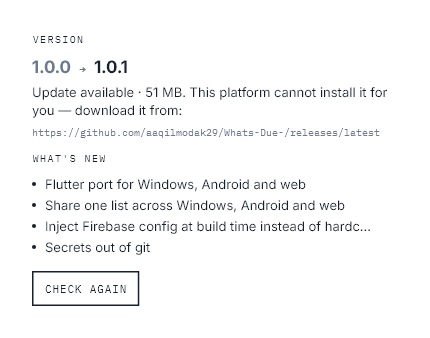 VERSION
1.0.0 → 1.0.1
Update available · 51 MB. This platform cannot install it for
you — download it from:
https://github.com/aaqilmodak29/Whats-Due-/releases/latest
WHAT'S NEW
• Flutter port for Windows, Android and web
• Share one list across Windows, Android and web
• Inject Firebase config at build time instead of hardc...
• Secrets out of git
CHECK AGAIN